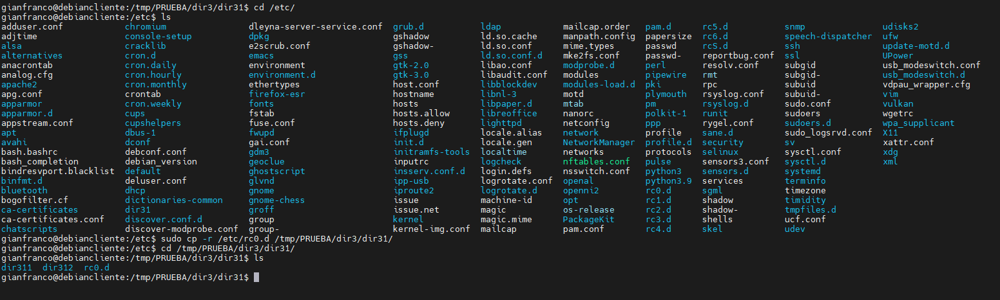 gianfranco@debiancliente:/tmp/PRUEBA/dir3/dir31$ cd /etc/
gianfranco@debiancliente:/etc$ ls
adduser.conf chromium dleyna-server-service.conf grub.d ldap mailcap.order pam.d rc5.d snmp udisks2
adjtime console-setup dpkg gshadow ld.so.cache manpath.config papersize rc6.d speech-dispatcher ufw
alsa cracklib e2scrub.conf gshadow- ld.so.conf mime.types passwd rcS.d ssh update-motd.d
alternatives cron.d emacs gss ld.so.conf.d mke2fs.conf passwd- reportbug.conf ssl UPower
anacrontab cron.daily environment gtk-2.0 libao.conf modprobe.d perl resolv.conf subgid usb_modeswitch.conf
analog.cfg cron.hourly environment.d gtk-3.0 libaudit.conf modules pipewire rmt subgid- usb_modeswitch.d
apache2 cron.monthly ethertypes host.conf libblockdev modules-load.d pki rpc subuid vdpau_wrapper.cfg
apg.conf crontab firefox-esr hostname libnl-3 motd plymouth rsyslog.conf subuid- vim
apparmor cron.weekly fonts hosts libpaper.d mtab pm rsyslog.d sudo.conf vulkan
apparmor.d cups fstab hosts.allow libreoffice nanorc polkit-1 runit sudoers wgetrc
appstream.conf cupshelpers fuse.conf hosts.deny lighttpd netconfig ppp rygel.conf sudoers.d wpa_supplicant
apt dbus-1 fwupd ifplugd locale.alias network profile sane.d sudo_logsrvd.conf X11
avahi dconf gai.conf init.d locale.gen NetworkManager profile.d security sv xattr.conf
bash.bashrc debconf.conf gdm3 initramfs-tools localtime networks protocols selinux sysctl.conf xdg
bash_completion debian_version geoclue inputrc logcheck nftables.conf pulse sensors3.conf sysctl.d xml
bindresvport.blacklist default ghostscript insserv.conf.d login.defs nsswitch.conf python3 sensors.d systemd
binfmt.d deluser.conf glvnd ipp-usb logrotate.conf openal python3.9 services terminfo
bluetooth dhcp gnome iproute2 logrotate.d openni2 rc0.d sgml timezone
bogofilter.cf dictionaries-common gnome-chess issue machine-id opt rc1.d shadow timidity
ca-certificates dir31 groff issue.net magic os-release rc2.d shadow- tmpfiles.d
ca-certificates.conf discover.conf.d group kernel magic.mime PackageKit rc3.d shells ucf.conf
chatscripts discover-modprobe.conf group- kernel-img.conf mailcap pam.conf rc4.d skel udev
gianfranco@debiancliente:/etc$ sudo cp -r /etc/rc0.d /tmp/PRUEBA/dir3/dir31/
gianfranco@debiancliente:/etc$ cd /tmp/PRUEBA/dir3/dir31/
gianfranco@debiancliente:/tmp/PRUEBA/dir3/dir31$ ls
dir311 dir312 rc0.d
gianfranco@debiancliente:/tmp/PRUEBA/dir3/dir31$